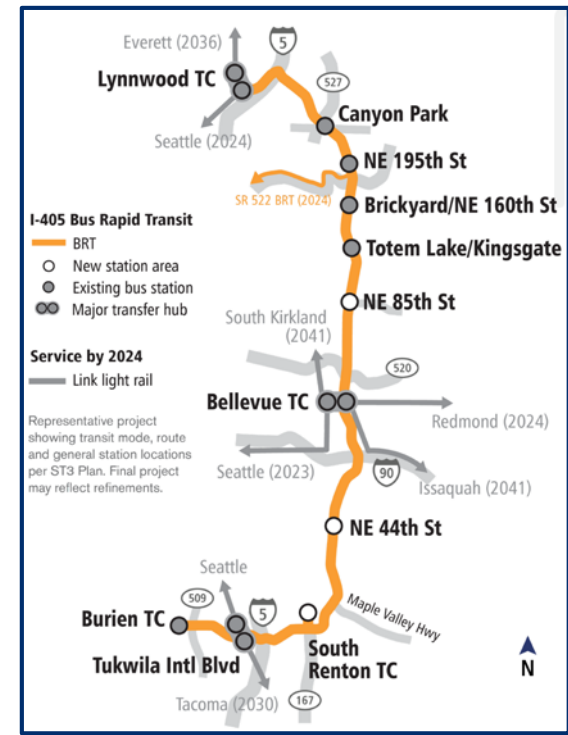 Everett (2036)
5
Lynnwood TC
527
Canyon Park
Seattle (2024)
NE 195th St
SR 522 BRT (2024)
Brickyard/NE 160th St
I-405 Bus Rapid Transit
BRT
Totem Lake/Kingsgate
New station area
Existing bus station
Major transfer hub
NE 85th St
South Kirkland
(2041)
Service by 2024
520
Link light rail
Bellevue TC
Redmond (2024)
Representative project
showing transit mode, route
and general station locations
per ST3 Plan. Final project
may reflect refinements.
Seattle (2023)
90
Issaquah (2041)
NE 44th St
Seattle
509
5
Maple Valley Hwy
Burien TC
Tukwila Intl Blvd
South
Renton TC
N
Tacoma (2030)
167